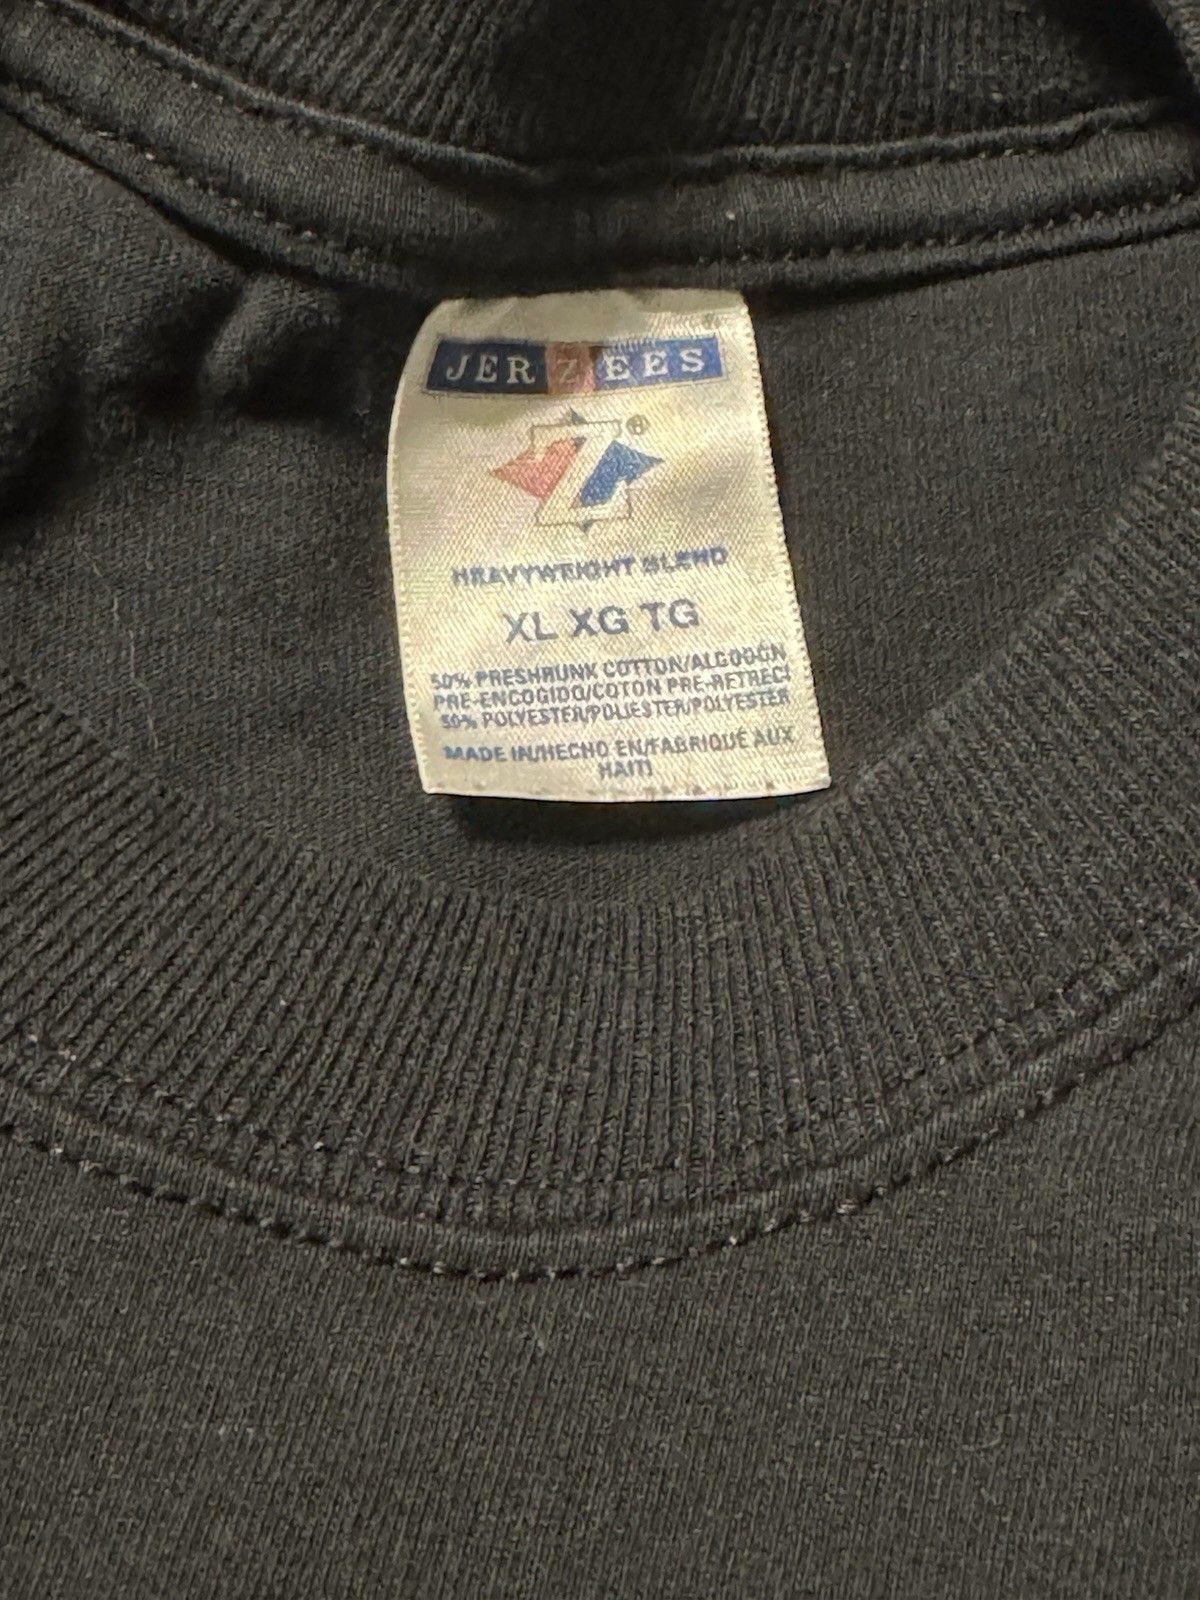 JERZEES
Z®
HEAVYWEIGHT BLEND
XL XG TG
50% PRESHRUNK COTTON/ALGODÓN
PRE-ENCOGIDO/COTON PRE-RETRECI
50% POLYESTER/POLIESTER/POLYESTER
MADE IN/HECHO EN/FABRIQUÉ AUX
HAITI